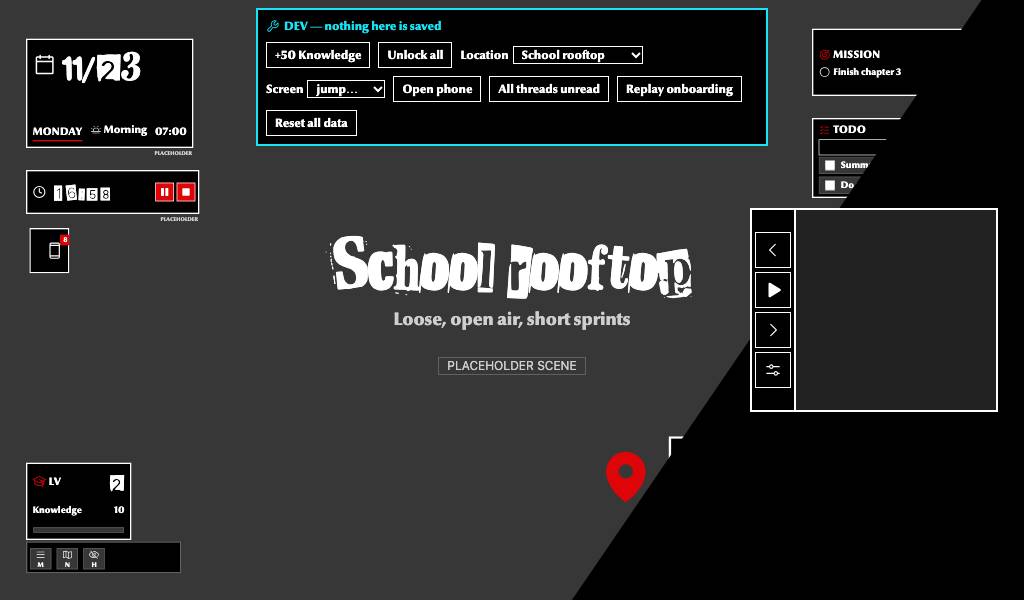 DEV — nothing here is saved
+50 Knowledge Unlock all Location School rooftop
Screen jump... Open phone All threads unread Replay onboarding
Reset all data
11/23
MONDAY Morning 07:00
PLACEHOLDER
15:58
PLACEHOLDER
8
MISSION
Finish chapter 3
TODO
Summ
Do
School rooftop
Loose, open air, short sprints
PLACEHOLDER SCENE
LV 2
Knowledge 10
M N H